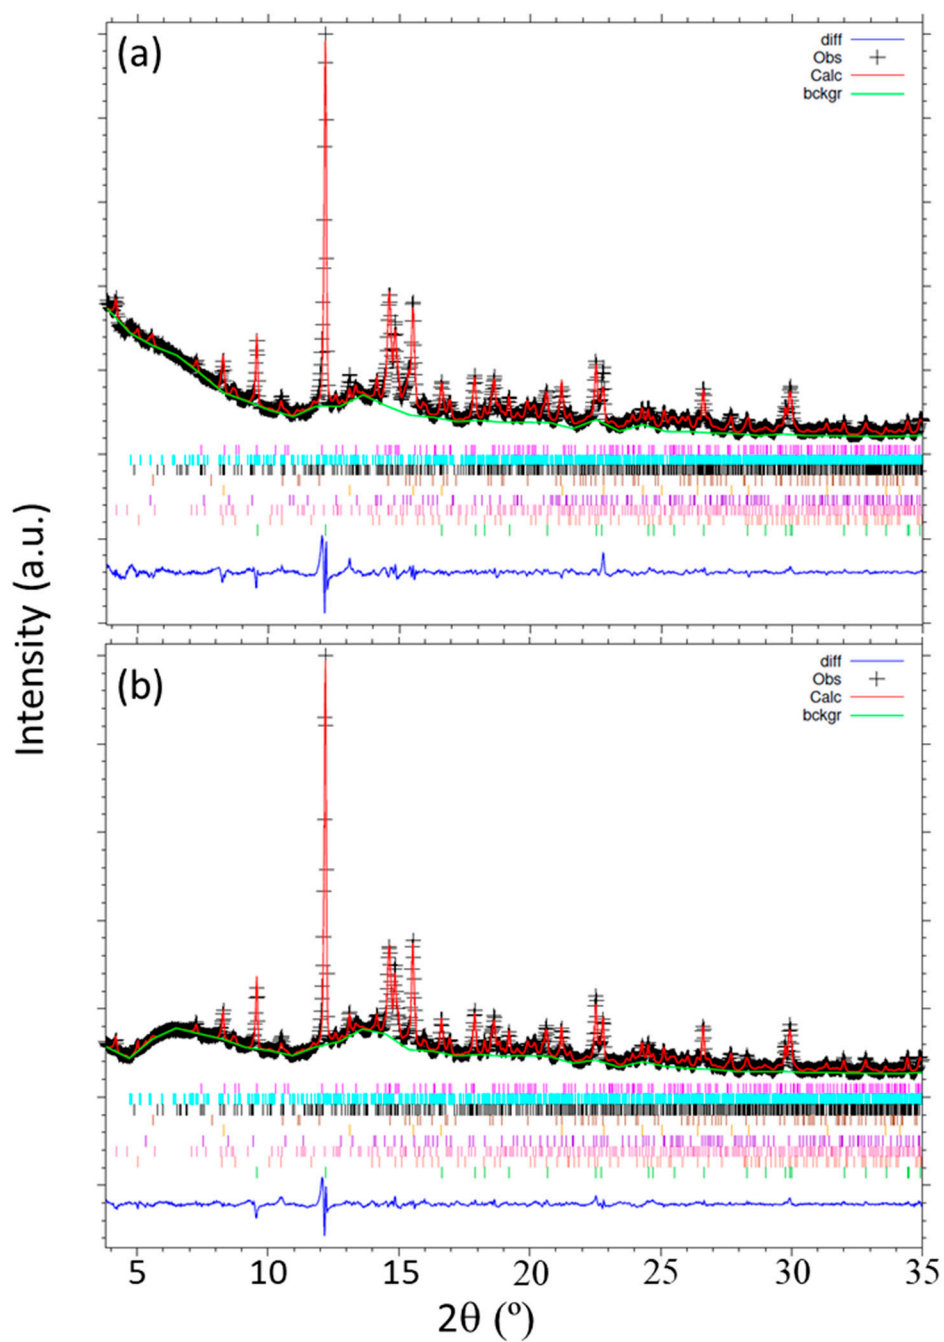 (a)
diff
Obs
Calc
bckgr
Intensity (a.u.)
(b)
diff
Obs
Calc
bckgr
5 10 15 20 25 30 35
2θ (º)